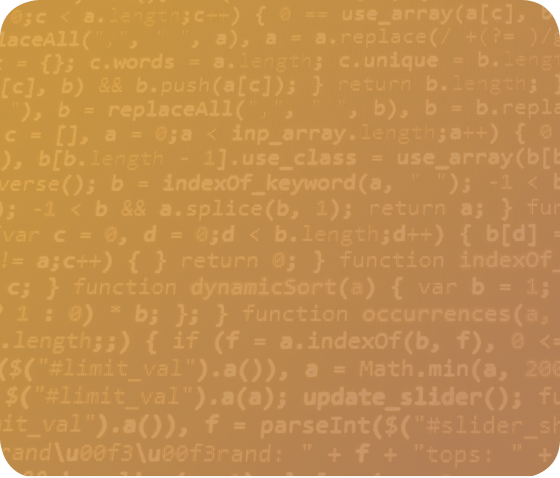 0;c < a.length;c++) { 0 == use_array(a[c], b
laceAll(",", " ", a), a = a.replace(/ +(?= )/
= {}; c.words = a.length; c.unique = b.lengt
[c], b) && b.push(a[c]); } return b.length;
"), b = replaceAll(",", " ", b), b = b.repl
c = [], a = 0;a < inp_array.length;a++) { 0
), b[b.length - 1].use_class = use_array(b[b
verse(); b = indexOf_keyword(a, " "); -1 < b
; -1 < b && a.splice(b, 1); return a; } fun
(var c = 0, d = 0;d < b.length;d++) { b[d] =
!= a;c++) { } return 0; } function indexOf
c; } function dynamicSort(a) { var b = 1;
1 : 0) * b; }; } function occurrences(a,
.length;;) { if (f = a.indexOf(b, f), 0 <=
($("#limit_val").a()), a = Math.min(a, 200
$("#limit_val").a(a); update_slider(); fu
it_val").a()), f = parseInt($("#slider_sh
rand\u00f3\u00f3rand: " + f + "tops: " +